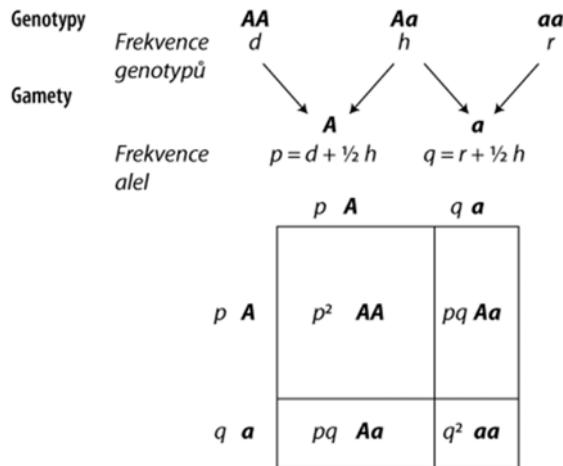 Genotypy AA Aa aa
Frekvence d h r
genotypů
Gamety
A a
Frekvence p = d + ½ h q = r + ½ h
alel
p A q a
p A p² AA pq Aa
q a pq Aa q² aa